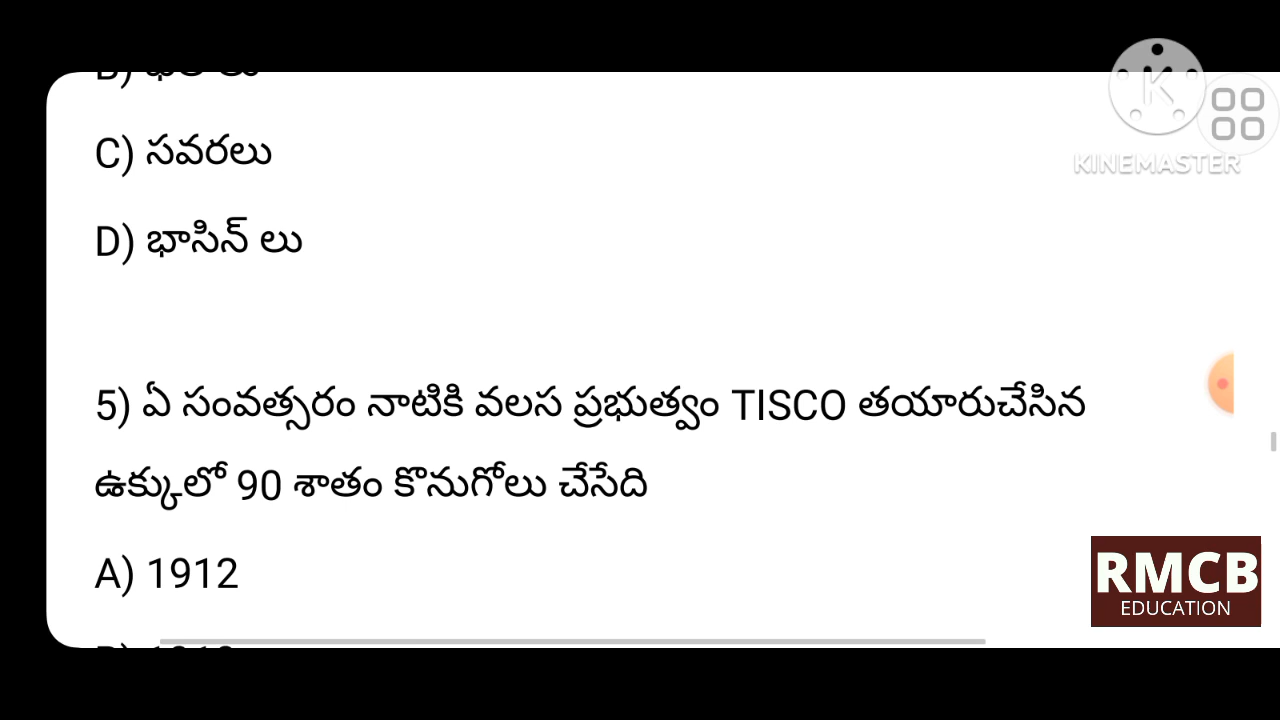 C) సవరలు
D) భాసిన్ లు
5) ఏ సంవత్సరం నాటికి వలస ప్రభుత్వం TISCO తయారుచేసిన
ఉక్కులో 90 శాతం కొనుగోలు చేసేది
A) 1912
KINEMASTER
RMCB
EDUCATION